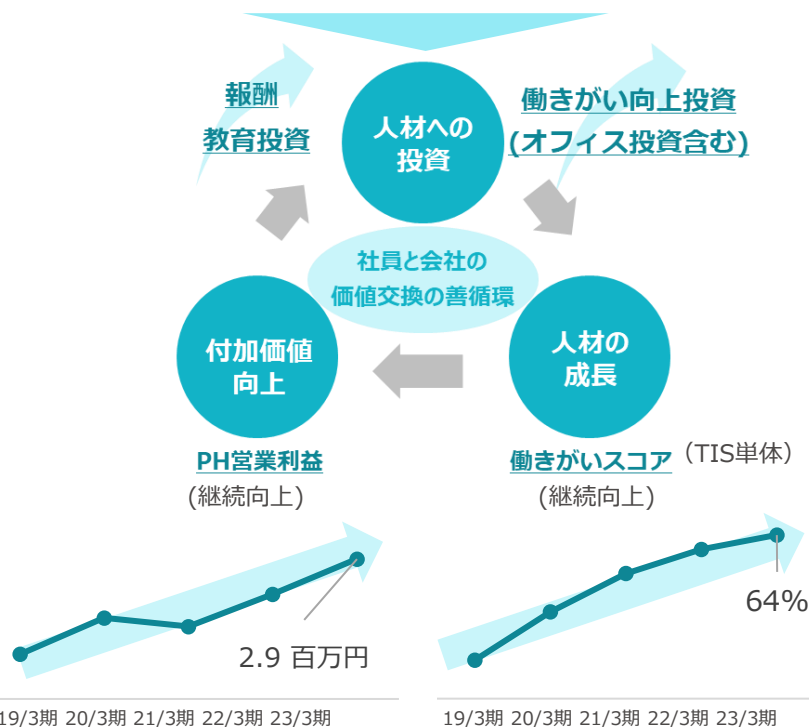 報酬
教育投資
人材への
投資
働きがい向上投資
(オフィス投資含む)
社員と会社の
価値交換の善循環
付加価値
向上
人材の
成長
PH営業利益
(継続向上)
働きがいスコア（TIS単体）
(継続向上)
2.9 百万円
64%
19/3期 20/3期 21/3期 22/3期 23/3期
19/3期 20/3期 21/3期 22/3期 23/3期